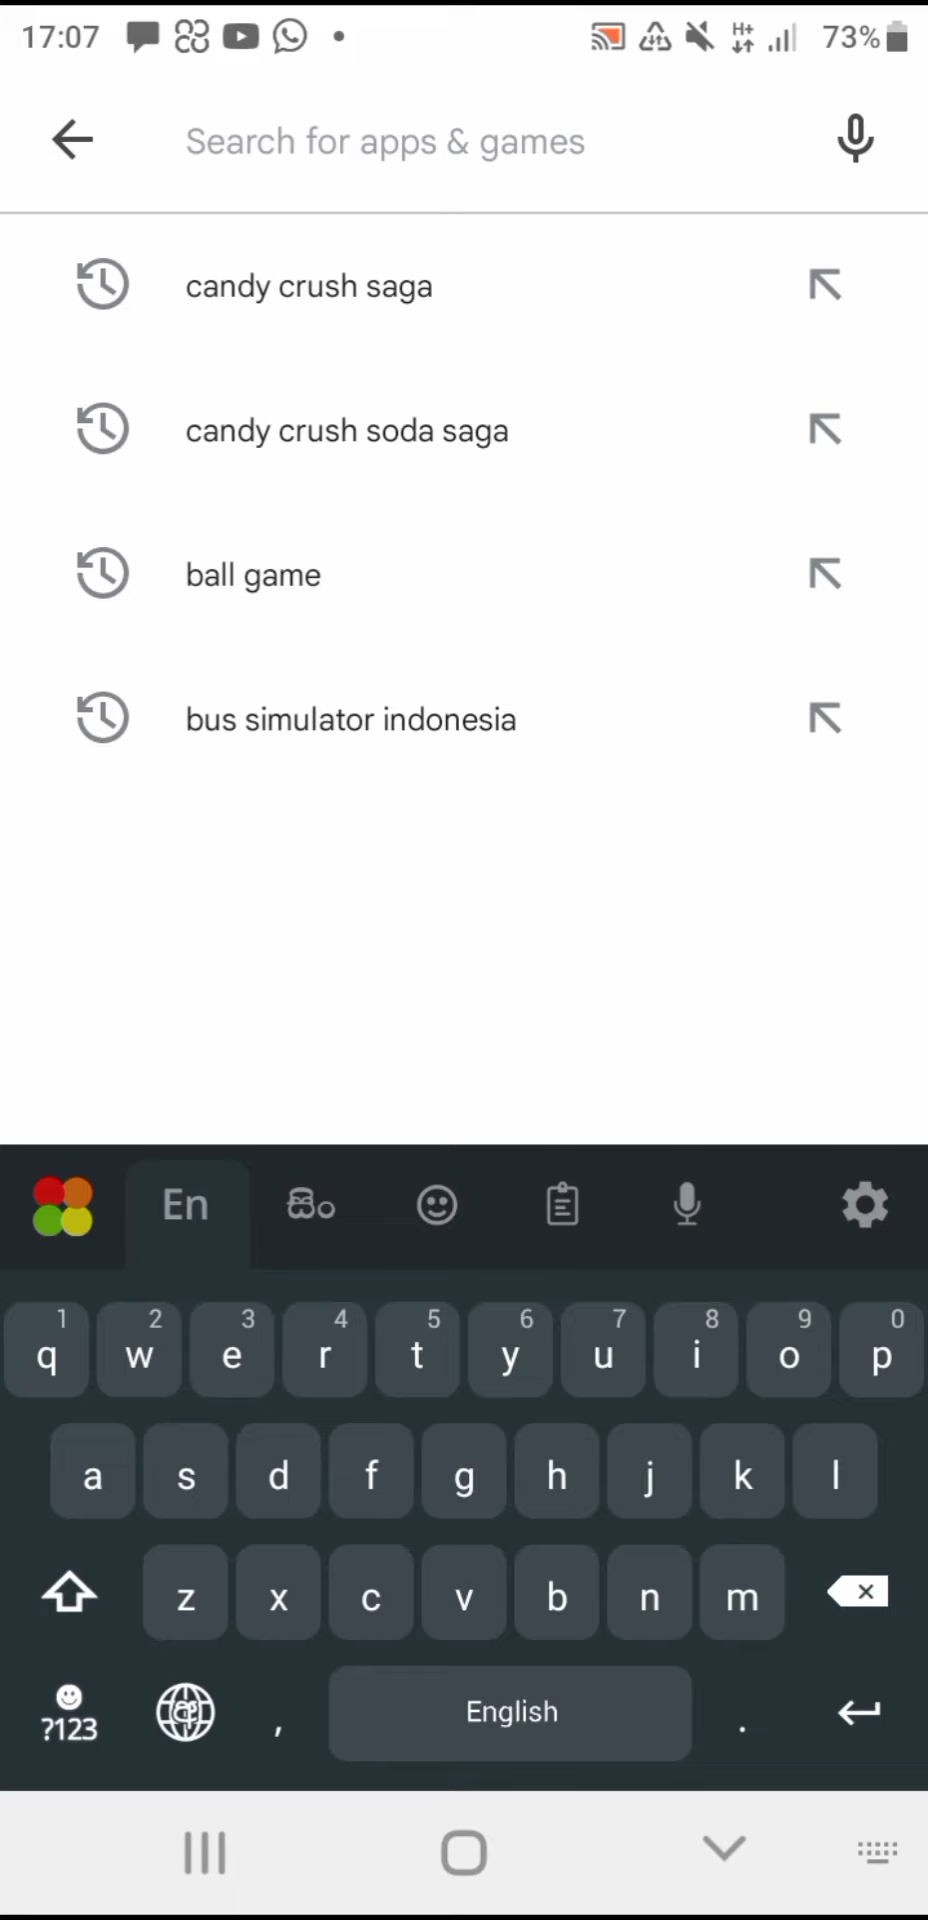 17:07 H+ 73%
Search for apps & games
candy crush saga
candy crush soda saga
ball game
bus simulator indonesia
En සිං
1 2 3 4 5 6 7 8 9 0
q w e r t y u i o p
a s d f g h j k l
z x c v b n m
?123 අ , English .